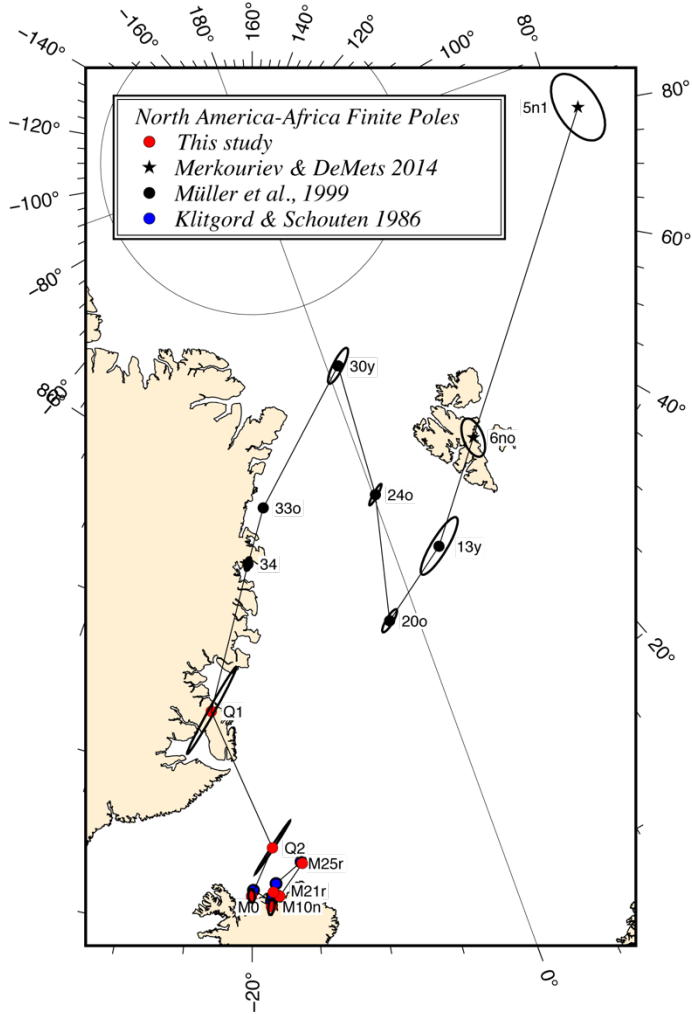 -140° -160° 180° 160° 140° 120° 100° 80°
-120°
-100°
-80°
-60°
80°
60°
40°
20°
North America-Africa Finite Poles
This study
Merkouriev & DeMets 2014
Müller et al., 1999
Klitgord & Schouten 1986
5n1
30y
6no
24o
33o
13y
34
20o
Q1
Q2
M25r
M21r
M0 M10n1
-20° 0°